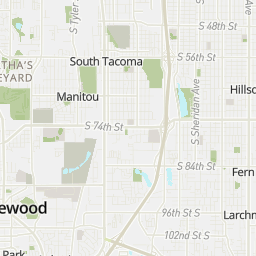 S 48th St
S Tyler
S 56th St
South Tacoma
THA'S
EYARD
Hillsd
Manitou
S Sheridan Ave
S 74th St
S 84th St
Fern
ewood
96th St S
Larchm
102nd St S
Park